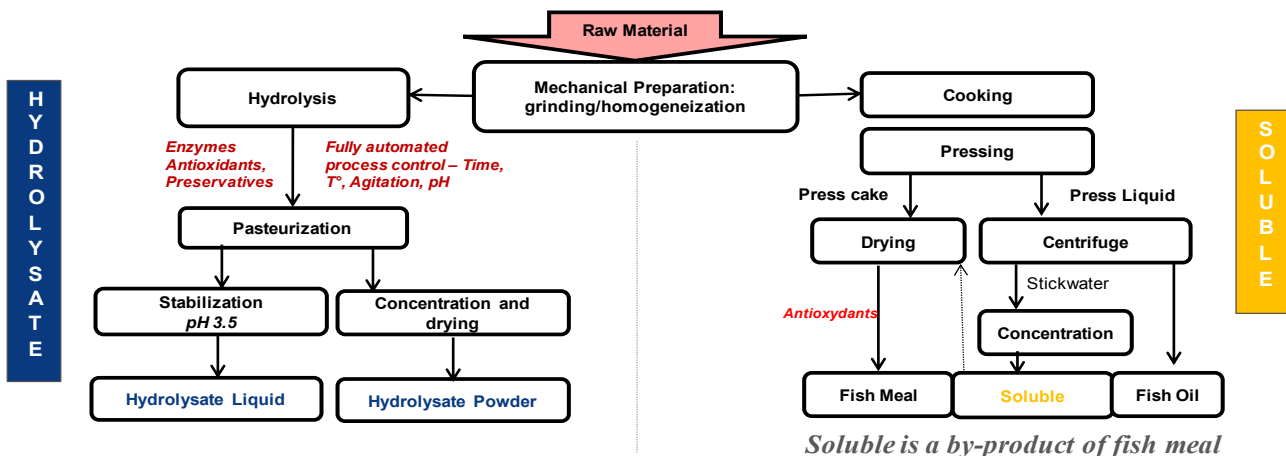 Raw Material
HYDROLYSATE
Hydrolysis
Mechanical Preparation:
grinding/homogeneization
Cooking
SOLUBLE
Enzymes
Antioxidants,
Preservatives
Fully automated
process control – Time,
T°, Agitation, pH
Pressing
Press cake
Press Liquid
Pasteurization
Drying
Centrifuge
Stickwater
Stabilization
pH 3.5
Concentration and
drying
Antioxydants
Concentration
Hydrolysate Liquid
Hydrolysate Powder
Fish Meal
Soluble
Fish Oil
Soluble is a by-product of fish meal